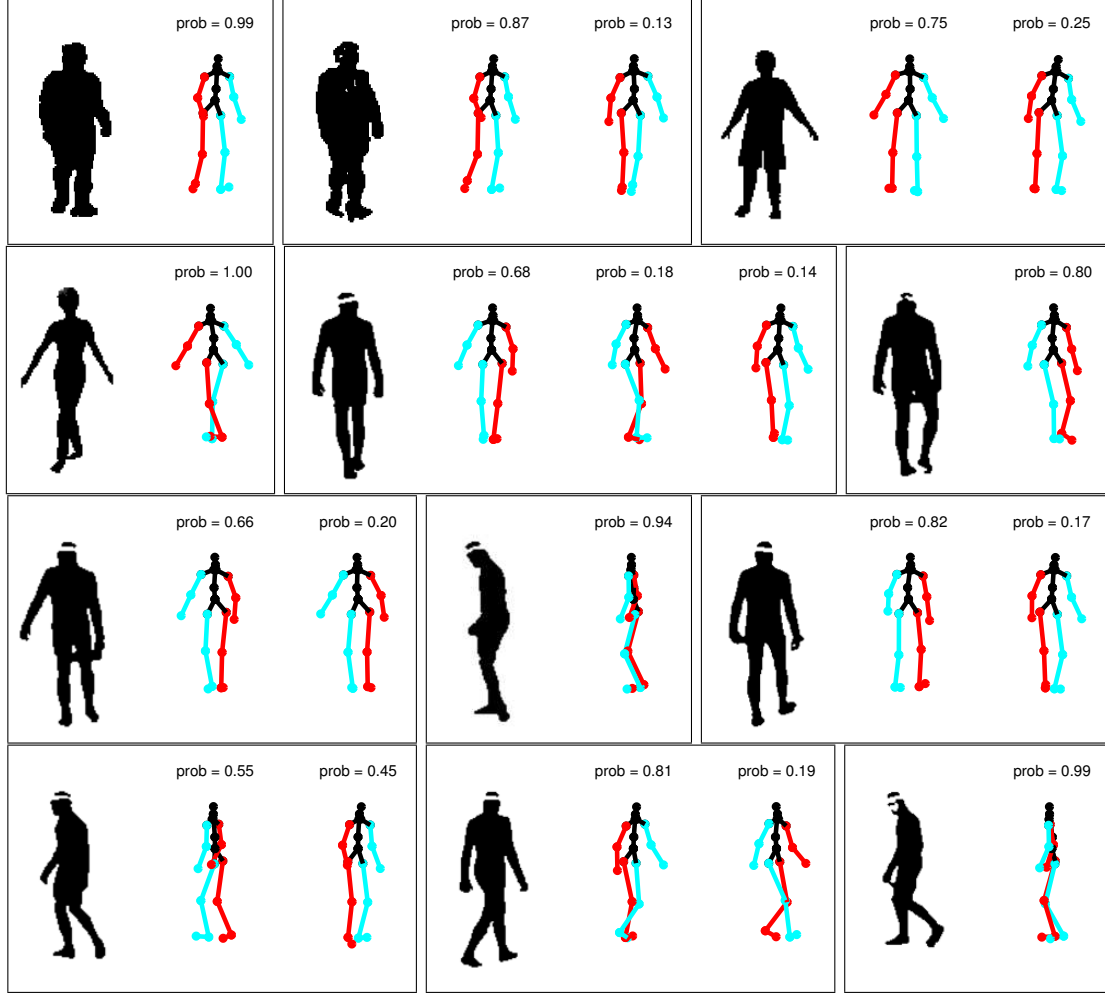 prob = 0.99
prob = 0.87
prob = 0.13
prob = 0.75
prob = 0.25
prob = 1.00
prob = 0.68
prob = 0.18
prob = 0.14
prob = 0.80
prob = 0.66
prob = 0.20
prob = 0.94
prob = 0.82
prob = 0.17
prob = 0.55
prob = 0.45
prob = 0.81
prob = 0.19
prob = 0.99